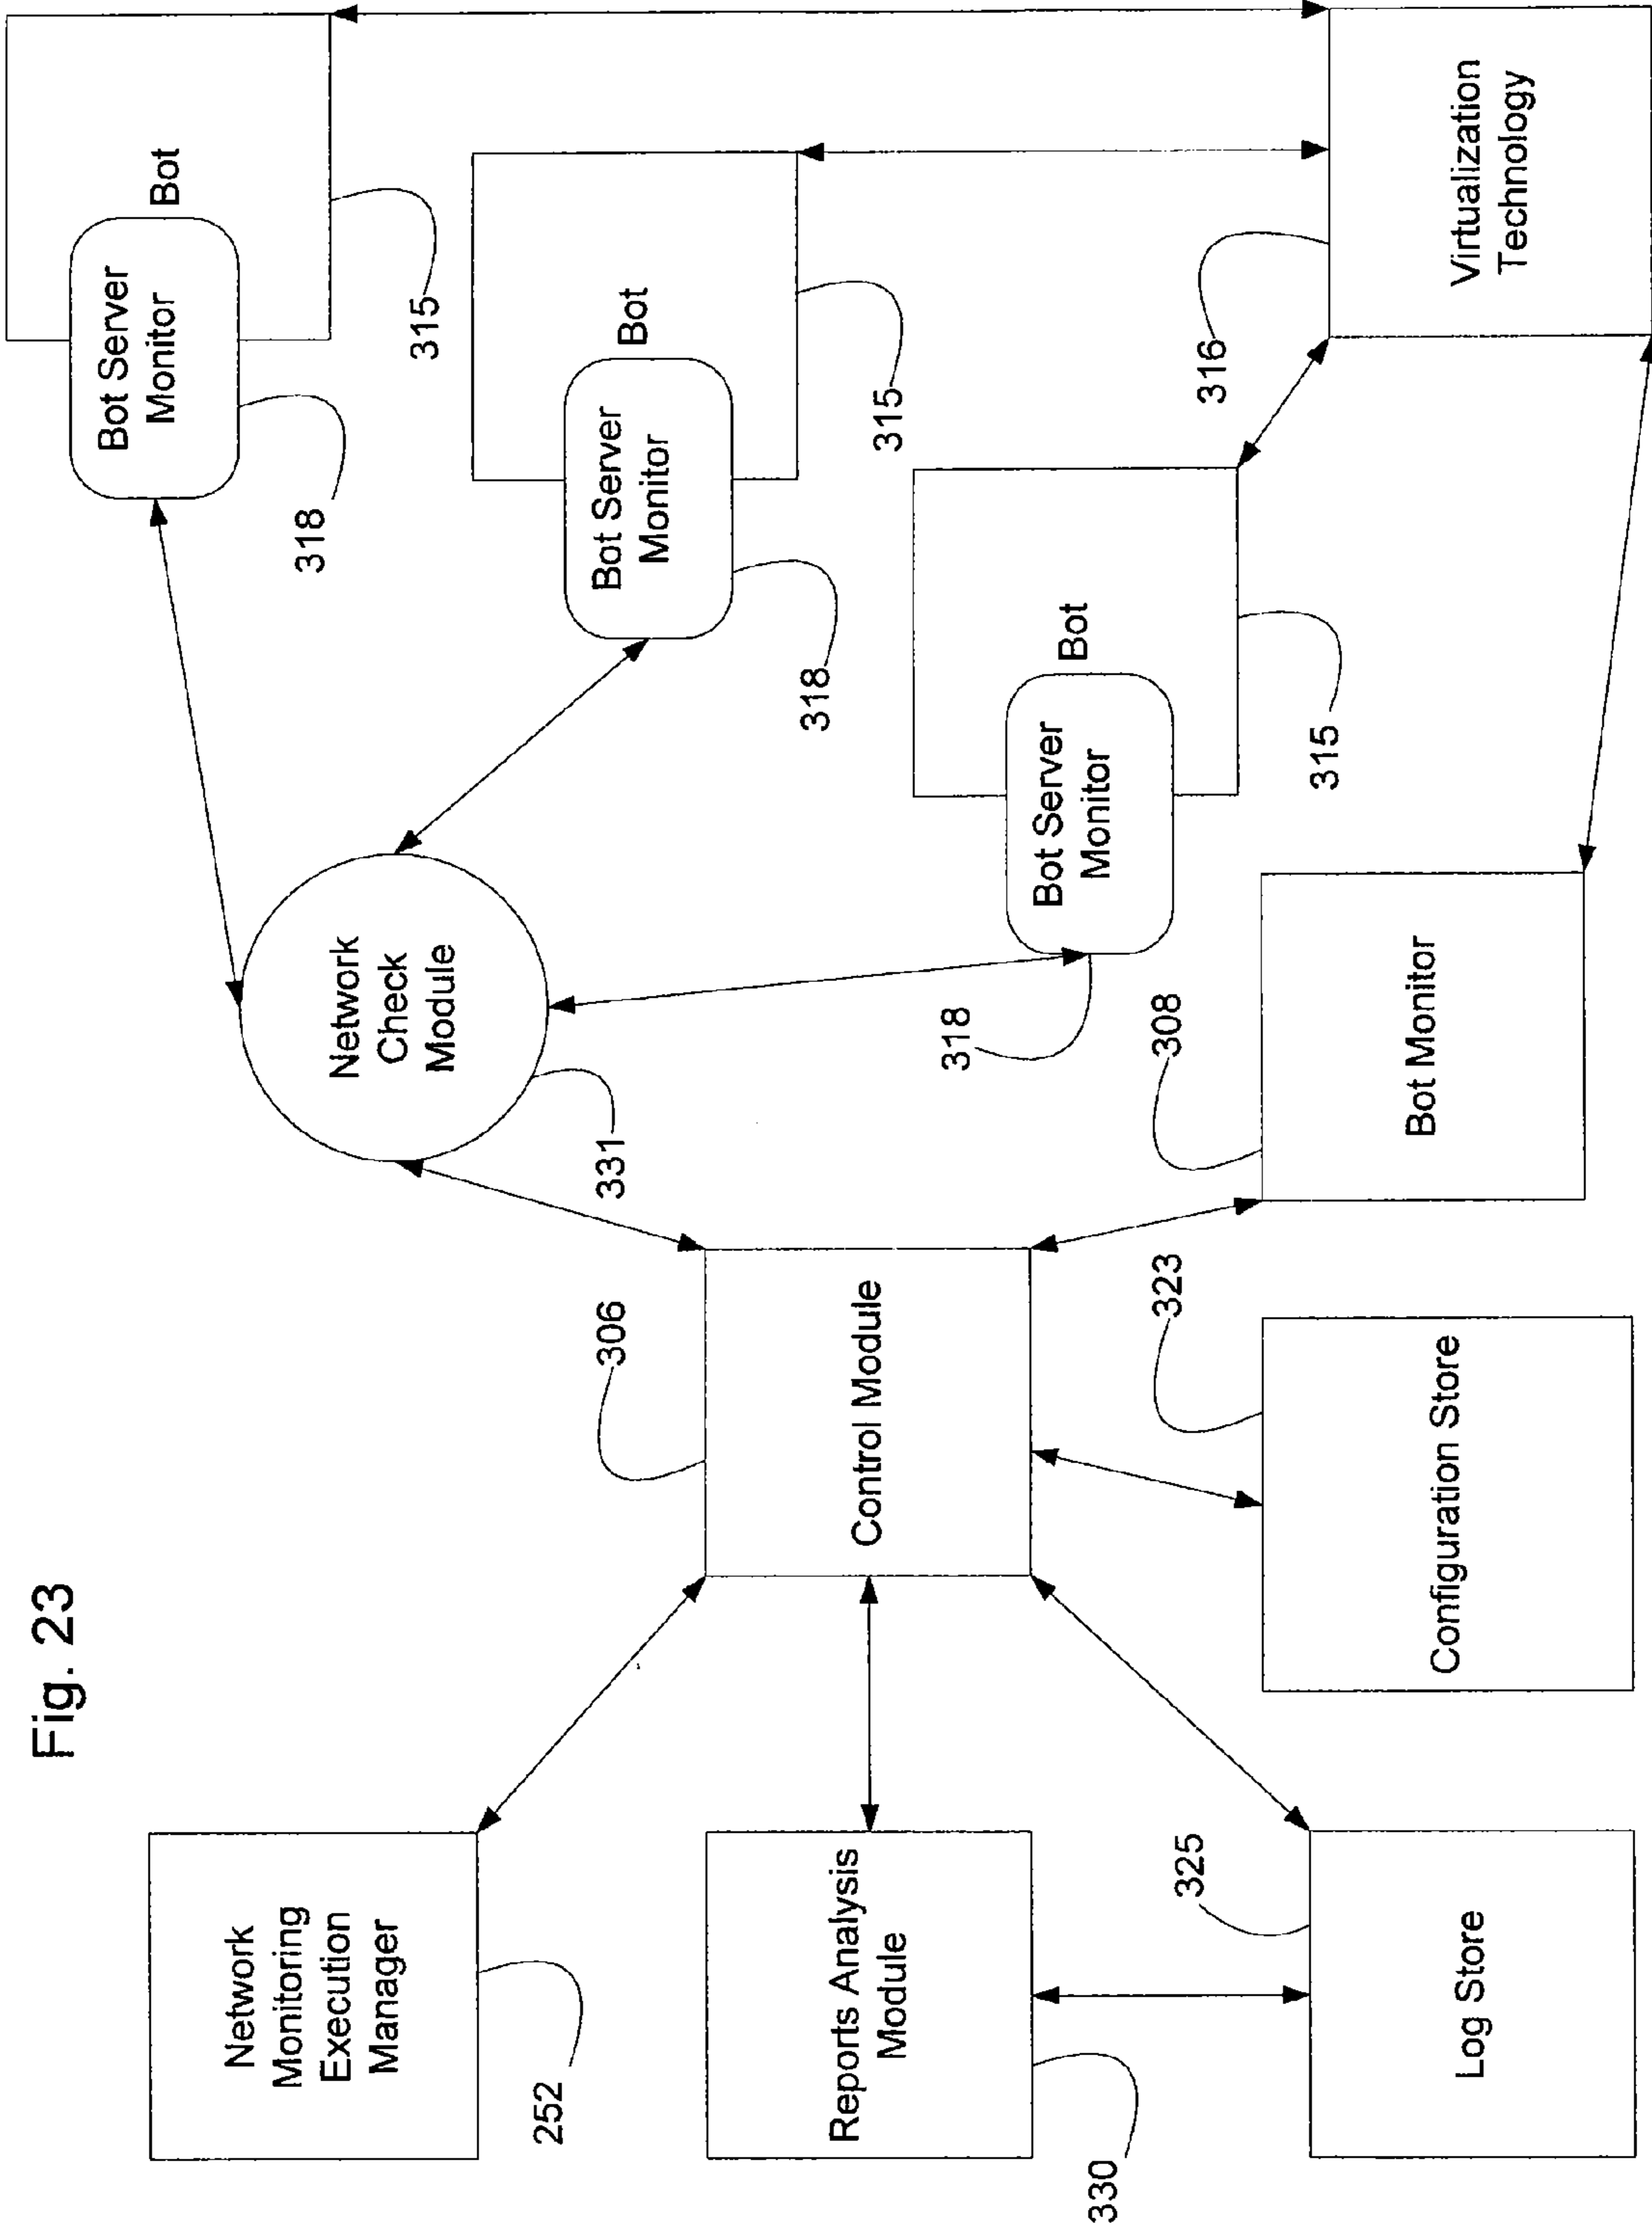 Fig. 23
Network
Monitoring
Execution
Manager
252
Reports Analysis
Module
330
Log Store
325
Control Module
306
Configuration Store
323
Network
Check
Module
331
Bot Monitor
308
Bot Server
Monitor
Bot
318
315
Bot Server
Monitor
Bot
318
315
Bot Server
Monitor
Bot
318
315
Virtualization
Technology
316